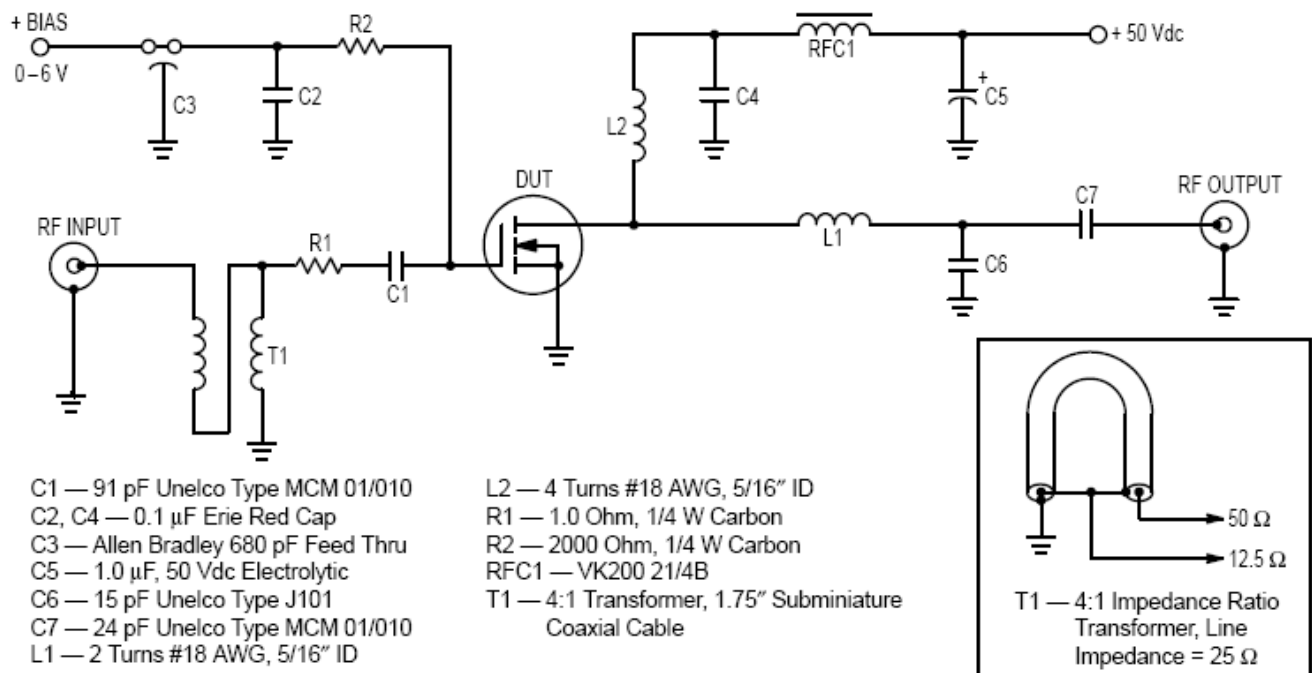 + BIAS
0–6 V
C3
C2
R2
C4
RFC1
+ 50 Vdc
+
C5
L2
DUT
RF INPUT
R1
C1
T1
L1
C6
C7
RF OUTPUT
C1 — 91 pF Unelco Type MCM 01/010
C2, C4 — 0.1 µF Erie Red Cap
C3 — Allen Bradley 680 pF Feed Thru
C5 — 1.0 µF, 50 Vdc Electrolytic
C6 — 15 pF Unelco Type J101
C7 — 24 pF Unelco Type MCM 01/010
L1 — 2 Turns #18 AWG, 5/16″ ID
L2 — 4 Turns #18 AWG, 5/16″ ID
R1 — 1.0 Ohm, 1/4 W Carbon
R2 — 2000 Ohm, 1/4 W Carbon
RFC1 — VK200 21/4B
T1 — 4:1 Transformer, 1.75″ Subminiature
Coaxial Cable
50 Ω
12.5 Ω
T1 — 4:1 Impedance Ratio
Transformer, Line
Impedance = 25 Ω